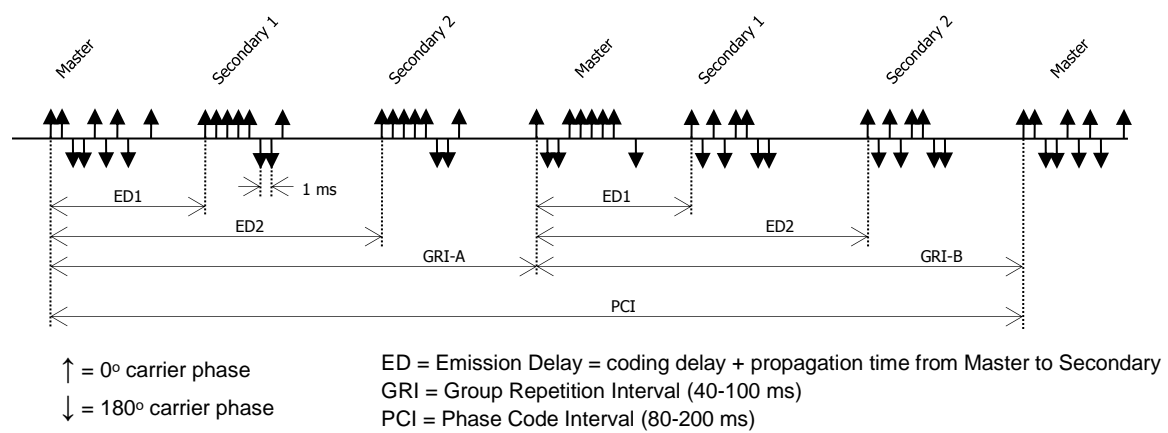 Master
Secondary 1
Secondary 2
Master
Secondary 1
Secondary 2
Master
1 ms
ED1
ED1
ED2
ED2
GRI-A
GRI-B
PCI
↑ = 0º carrier phase
↓ = 180º carrier phase
ED = Emission Delay = coding delay + propagation time from Master to Secondary
GRI = Group Repetition Interval (40-100 ms)
PCI = Phase Code Interval (80-200 ms)